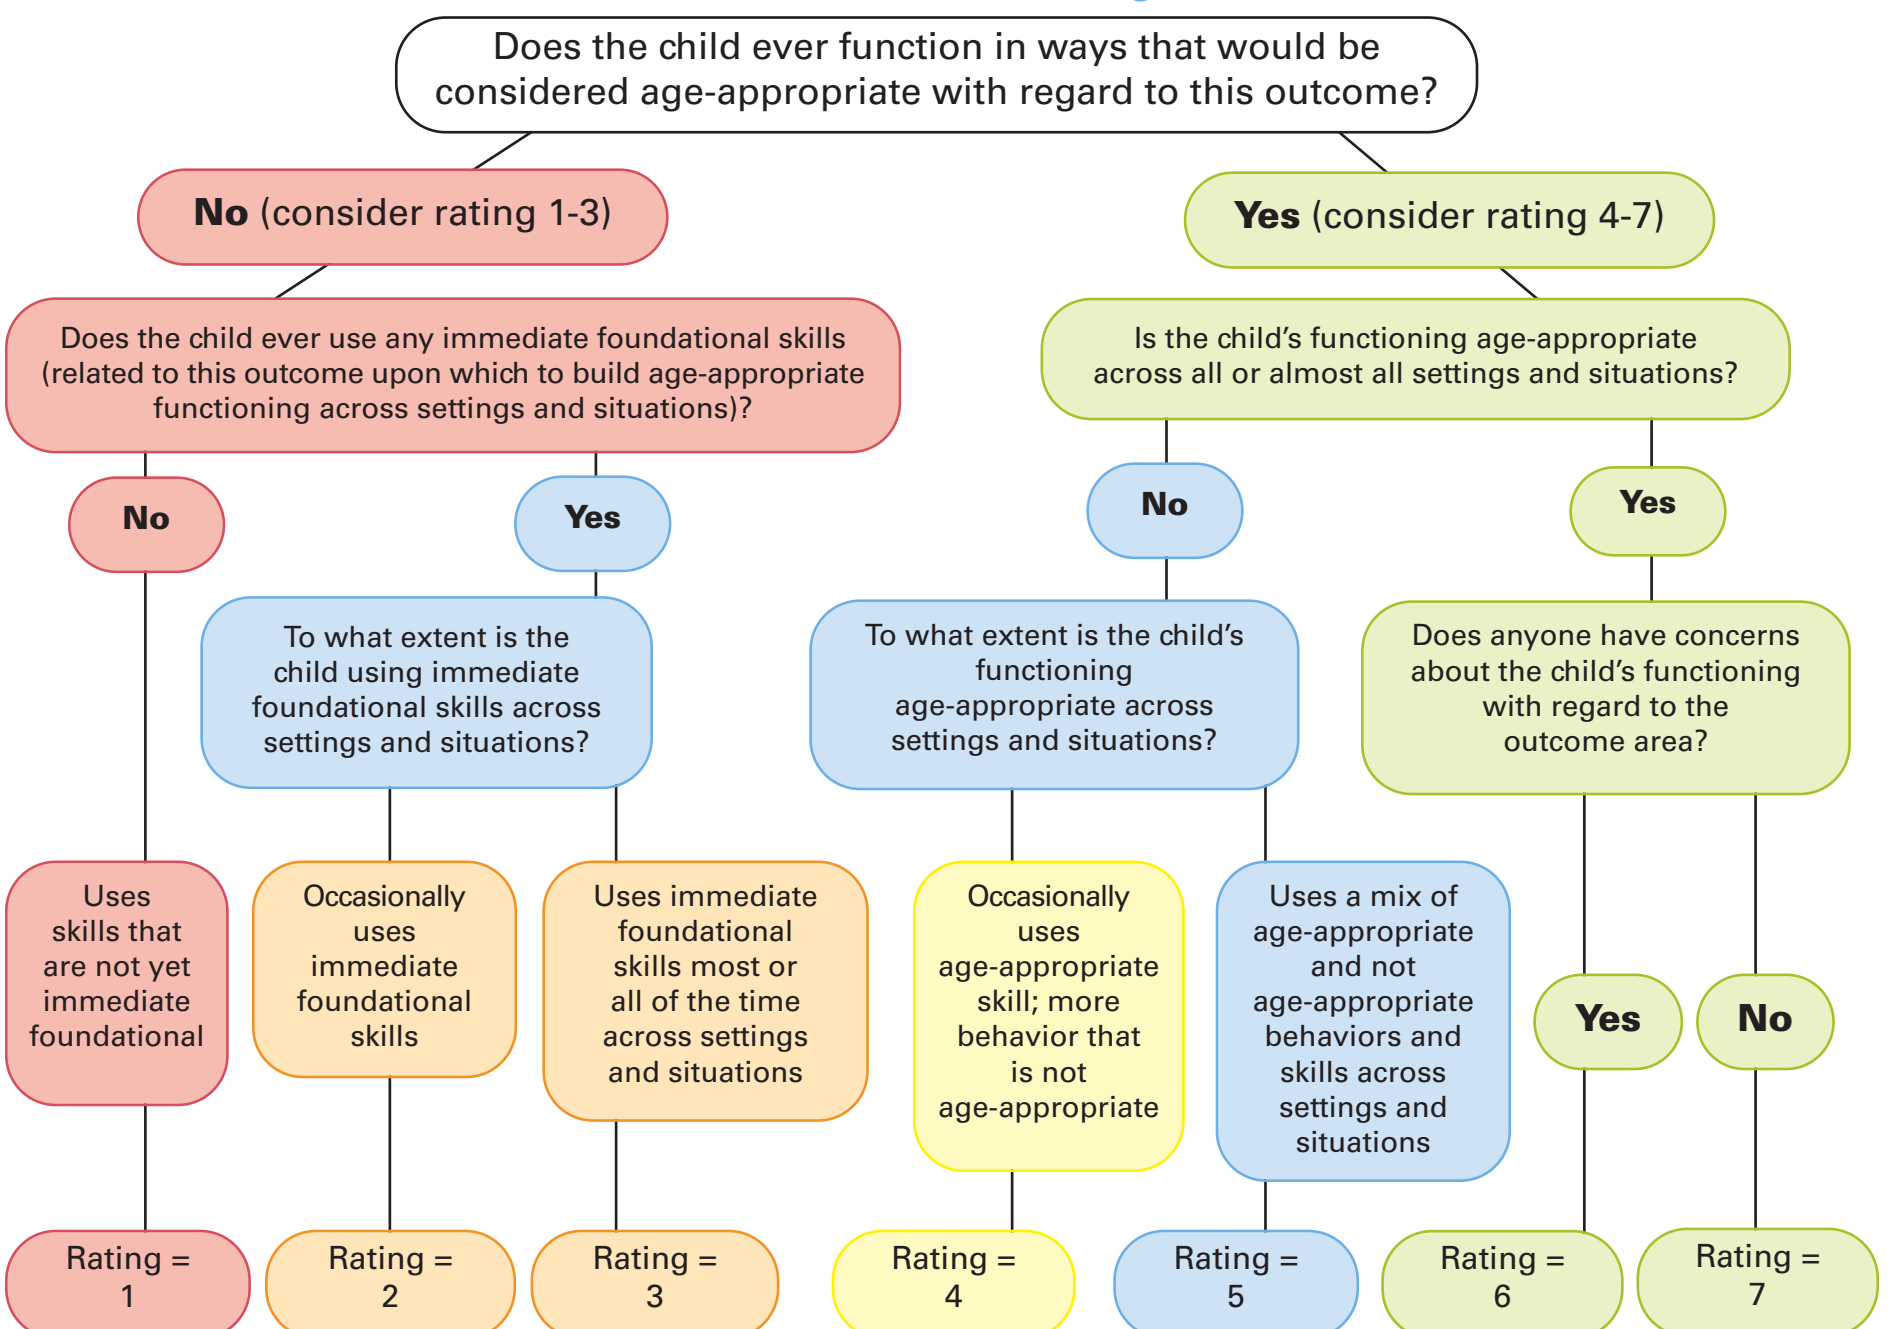 Does the child ever function in ways that would be
considered age-appropriate with regard to this outcome?
No (consider rating 1-3)
Yes (consider rating 4-7)
Does the child ever use any immediate foundational skills
(related to this outcome upon which to build age-appropriate
functioning across settings and situations)?
Is the child’s functioning age-appropriate
across all or almost all settings and situations?
No
Yes
No
Yes
To what extent is the
child using immediate
foundational skills across
settings and situations?
To what extent is the child’s
functioning
age-appropriate across
settings and situations?
Does anyone have concerns
about the child’s functioning
with regard to the
outcome area?
Uses
skills that
are not yet
immediate
foundational
Occasionally
uses
immediate
foundational
skills
Uses immediate
foundational
skills most or
all of the time
across settings
and situations
Occasionally
uses
age-appropriate
skill; more
behavior that
is not
age-appropriate
Uses a mix of
age-appropriate
and not
age-appropriate
behaviors and
skills across
settings and
situations
Yes
No
Rating =
1
Rating =
2
Rating =
3
Rating =
4
Rating =
5
Rating =
6
Rating =
7